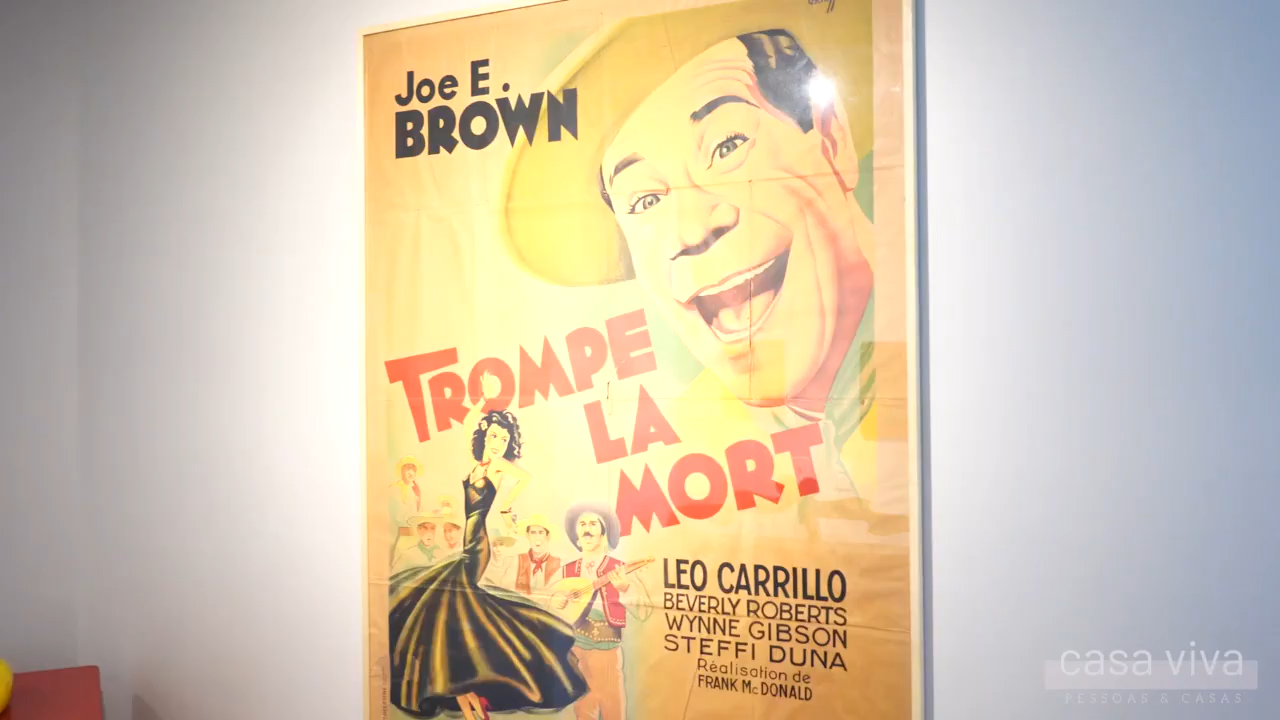 Joe E.
BROWN
TROMPE
LA
MORT
LEO CARRILLO
BEVERLY ROBERTS
WYNNE GIBSON
STEFFI DUNA
Réalisation de
FRANK McDONALD
casa viva
PESSOAS & CASAS